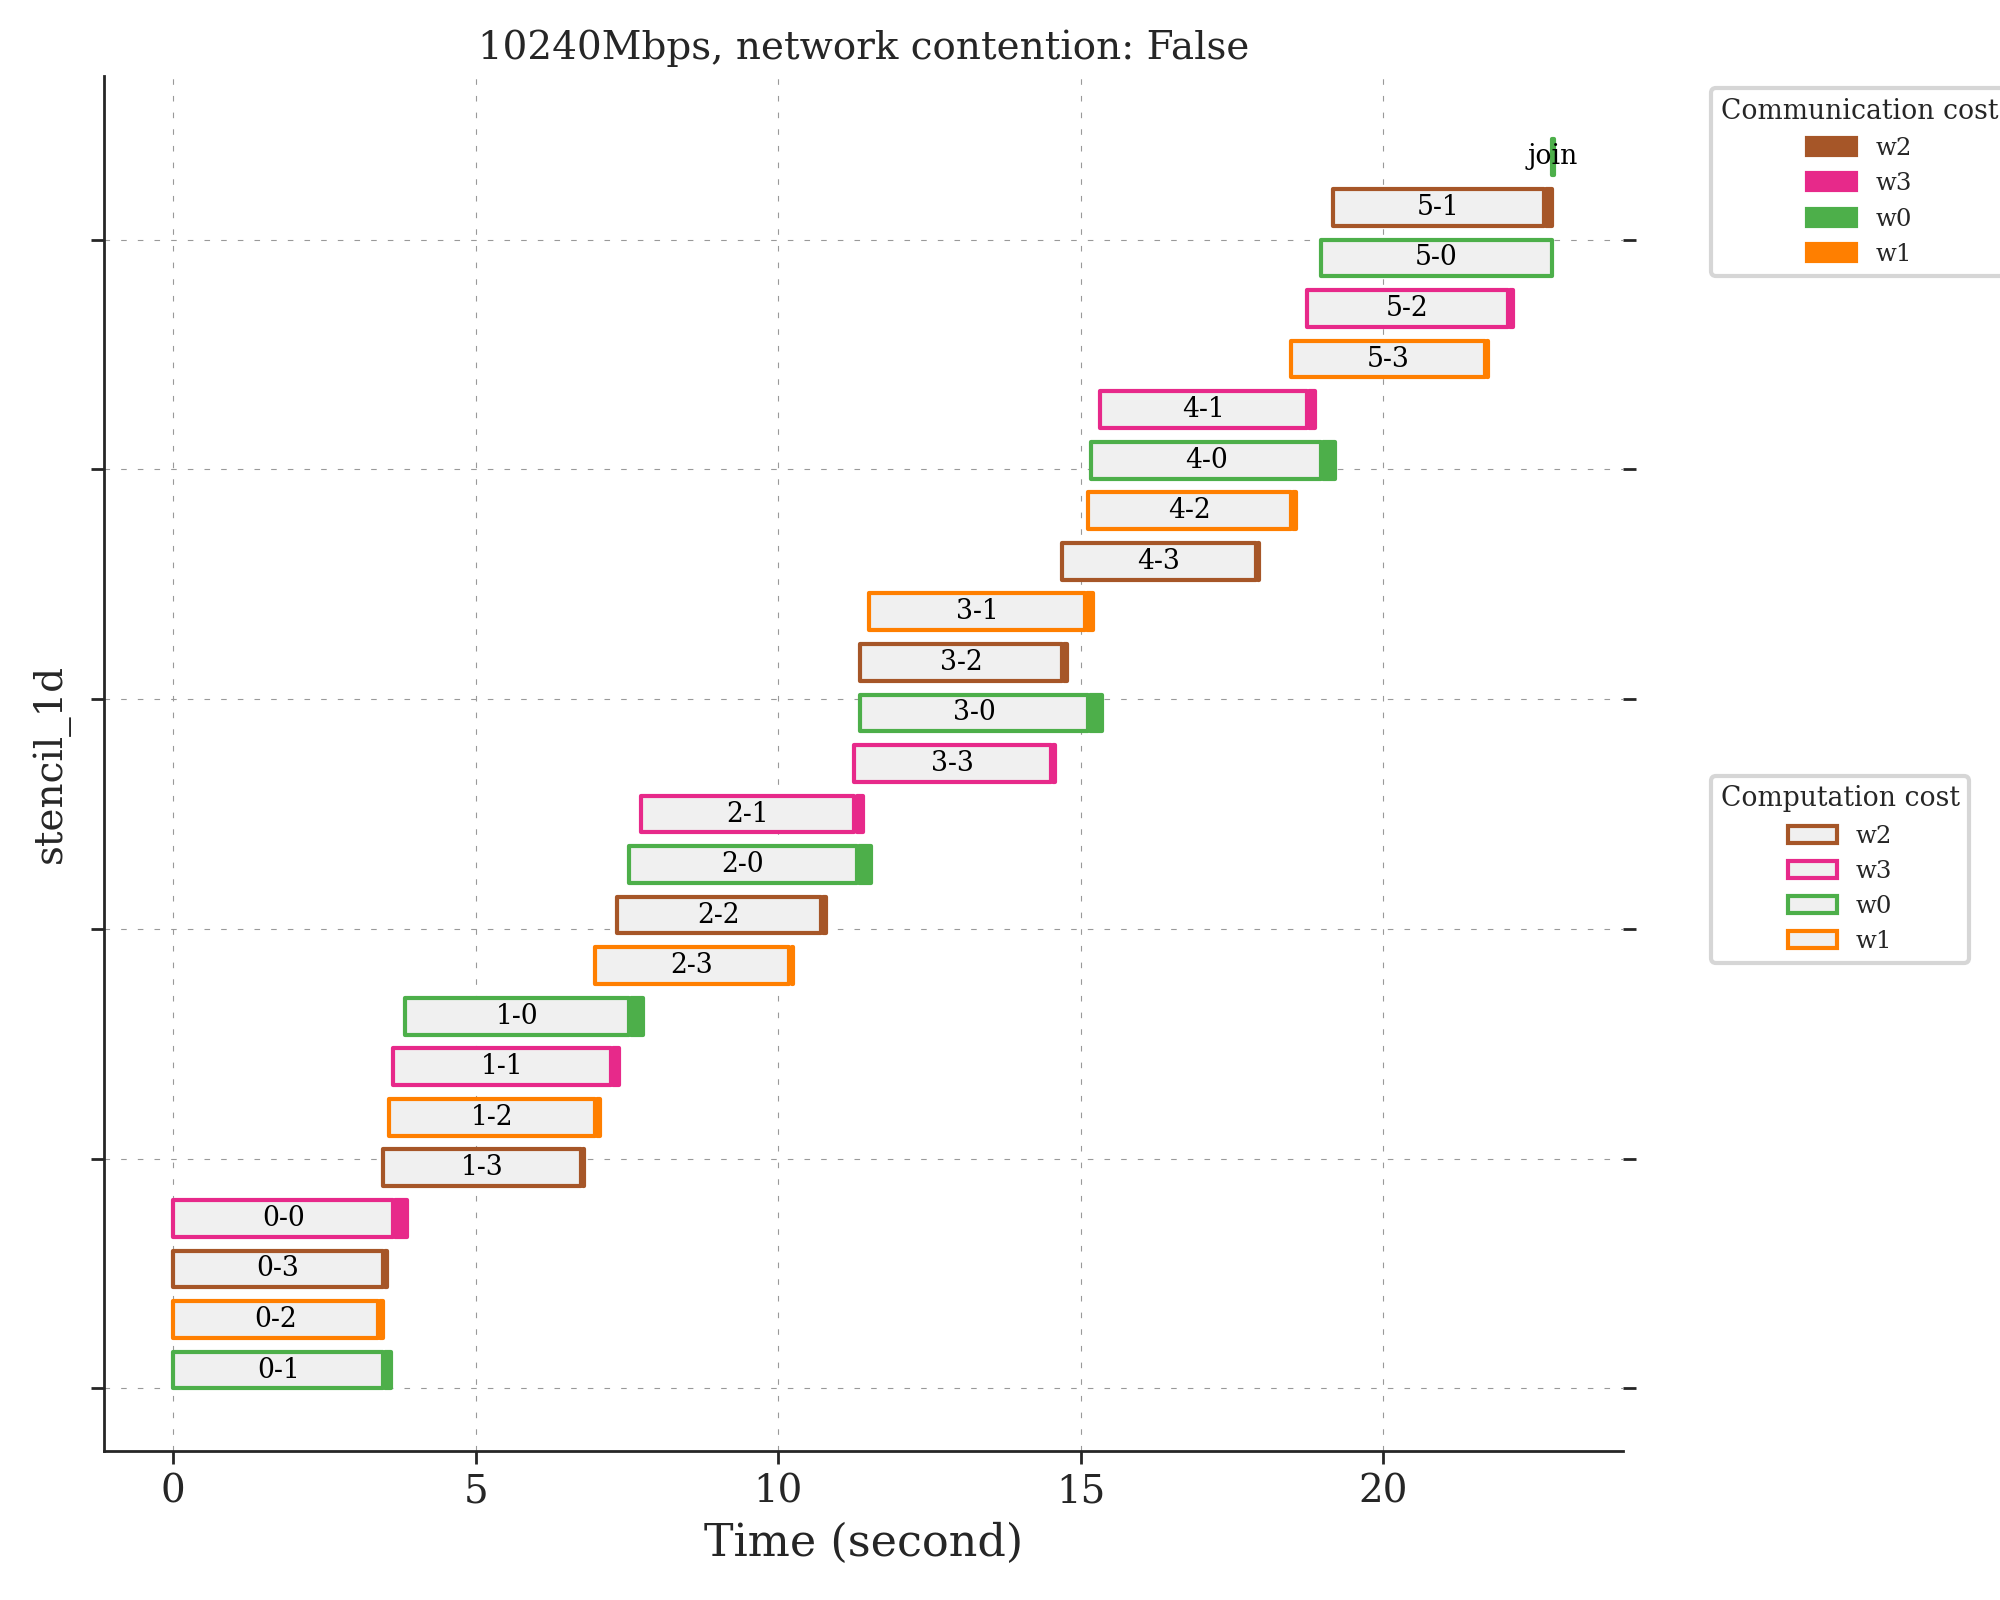 10240Mbps, network contention: False
Communication cost
w2
w3
w0
w1
join
5-1
5-0
5-2
5-3
4-1
4-0
4-2
4-3
3-1
3-2
3-0
3-3
2-1
2-0
2-2
2-3
1-0
1-1
1-2
1-3
0-0
0-3
0-2
0-1
stencil_1d
Computation cost
w2
w3
w0
w1
0 5 10 15 20
Time (second)